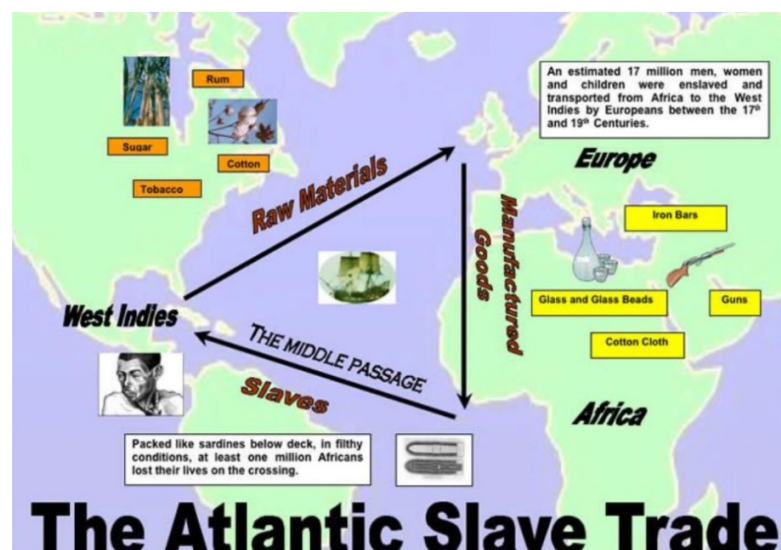 Rum
Sugar
Cotton
Tobacco
An estimated 17 million men, women
and children were enslaved and
transported from Africa to the West
Indies by Europeans between the 17th
and 19th Centuries.
Europe
Raw Materials
Manufactured
Goods
Iron Bars
Glass and Glass Beads
Guns
Cotton Cloth
West Indies
THE MIDDLE PASSAGE
Slaves
Africa
Packed like sardines below deck, in filthy
conditions, at least one million Africans
lost their lives on the crossing.
The Atlantic Slave Trade